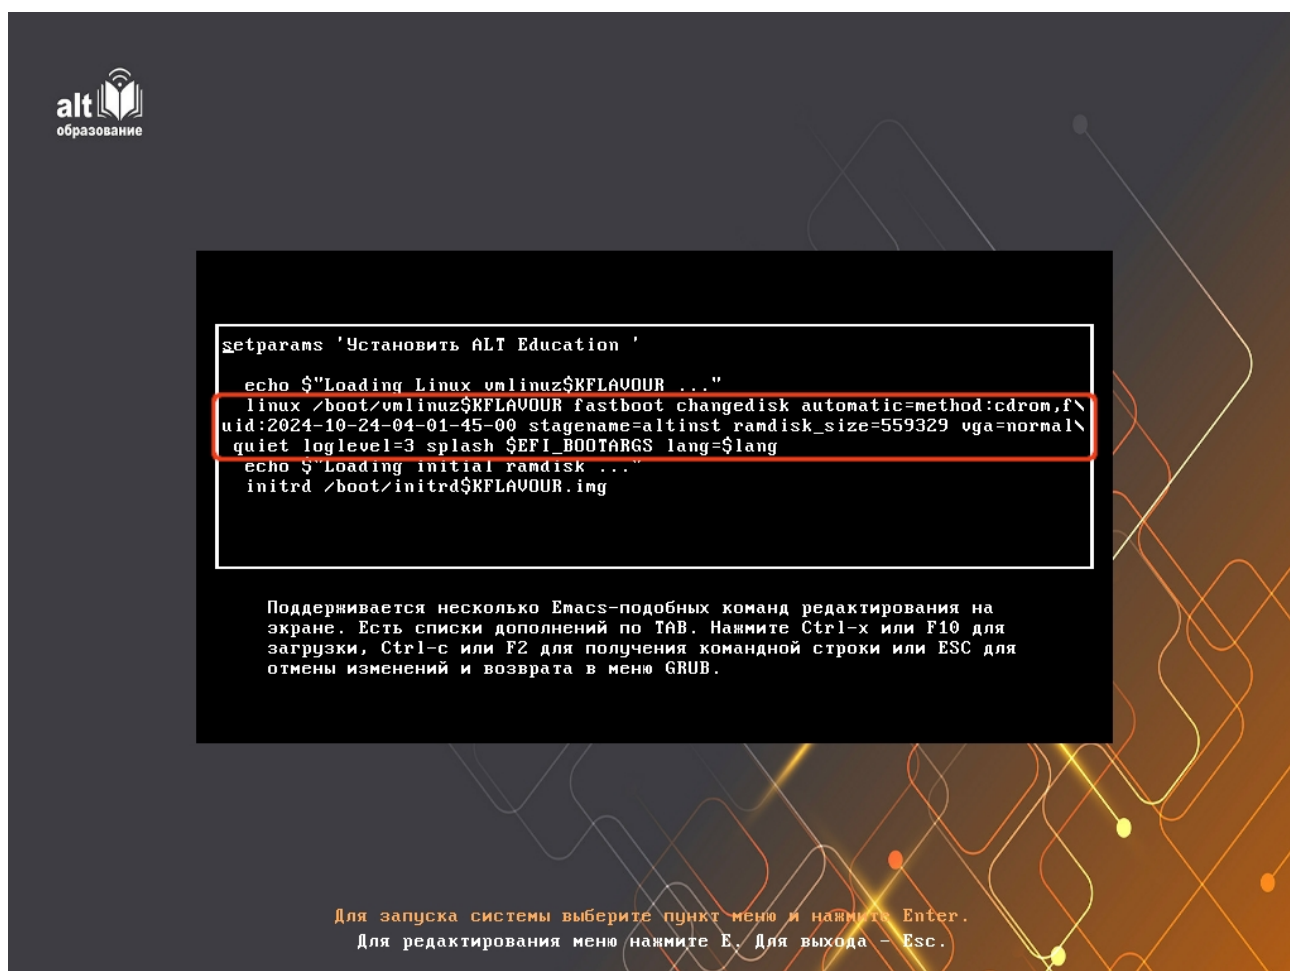 alt
образование
setparams 'Установить ALT Education '
echo $"Loading Linux vmlinuz$KFLAVOUR ..."
linux /boot/vmlinuz$KFLAVOUR fastboot changedisk automatic=method:cdrom,f\
uid:2024-10-24-04-01-45-00 stagename=altinst ramdisk_size=559329 vga=normal\
quiet loglevel=3 splash $EFI_BOOTARGS lang=$lang
echo $"Loading initial ramdisk ..."
initrd /boot/initrd$KFLAVOUR.img
Поддерживается несколько Emacs-подобных команд редактирования на
экране. Есть списки дополнений по TAB. Нажмите Ctrl-x или F10 для
загрузки, Ctrl-c или F2 для получения командной строки или ESC для
отмены изменений и возврата в меню GRUB.
Для запуска системы выберите пункт меню и нажмите Enter.
Для редактирования меню нажмите E. Для выхода - Esc.